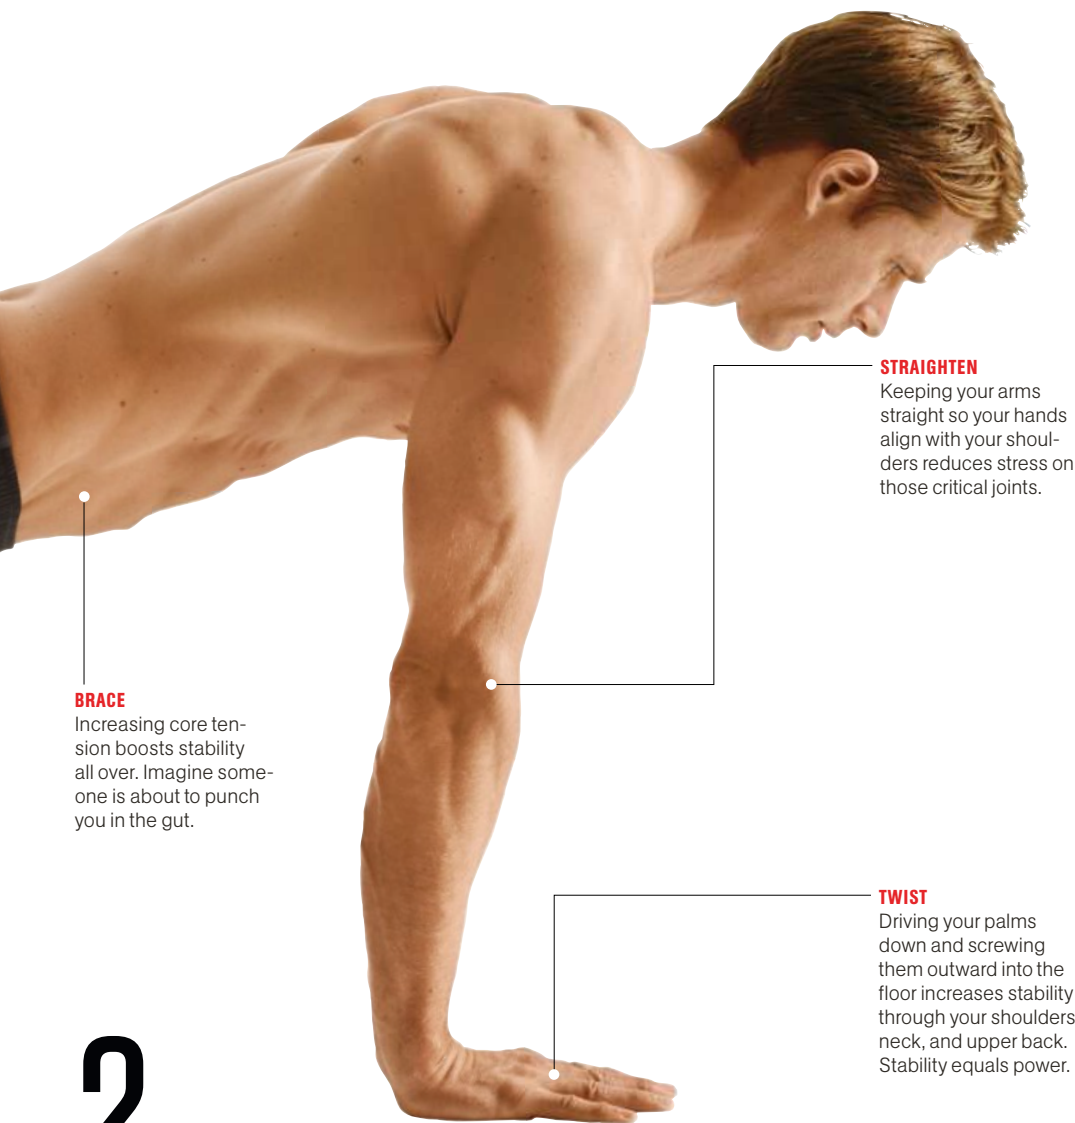 STRAIGHTEN
Keeping your arms
straight so your hands
align with your shoul-
ders reduces stress on
those critical joints.
BRACE
Increasing core ten-
sion boosts stability
all over. Imagine some-
one is about to punch
you in the gut.
TWIST
Driving your palms
down and screwing
them outward into the
floor increases stability
through your shoulders
neck, and upper back.
Stability equals power.
2